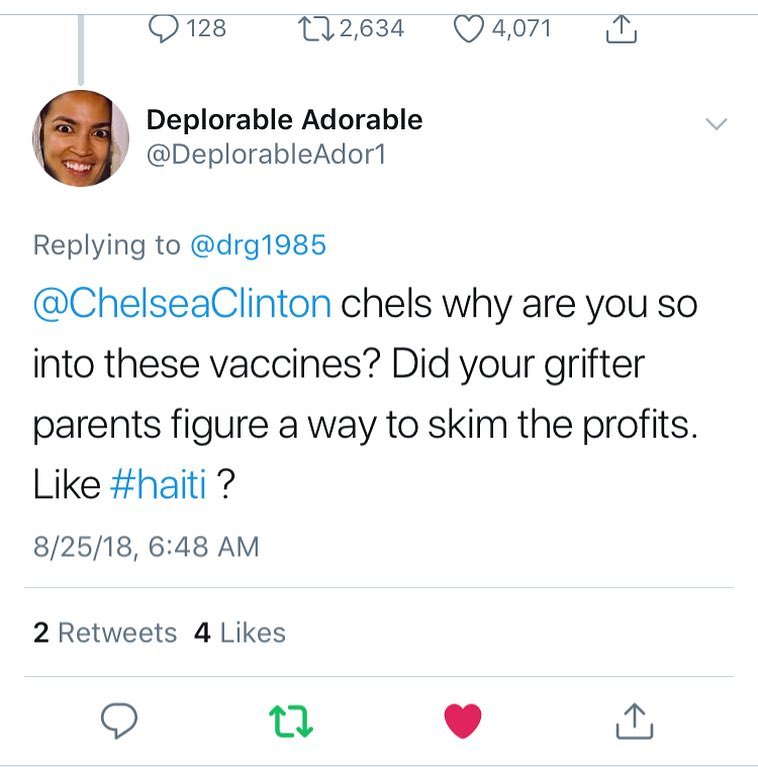 128 2,634 4,071
Deplorable Adorable
@DeplorableAdor1
Replying to @drg1985
@ChelseaClinton chels why are you so
into these vaccines? Did your grifter
parents figure a way to skim the profits.
Like #haiti ?
8/25/18, 6:48 AM
2 Retweets 4 Likes